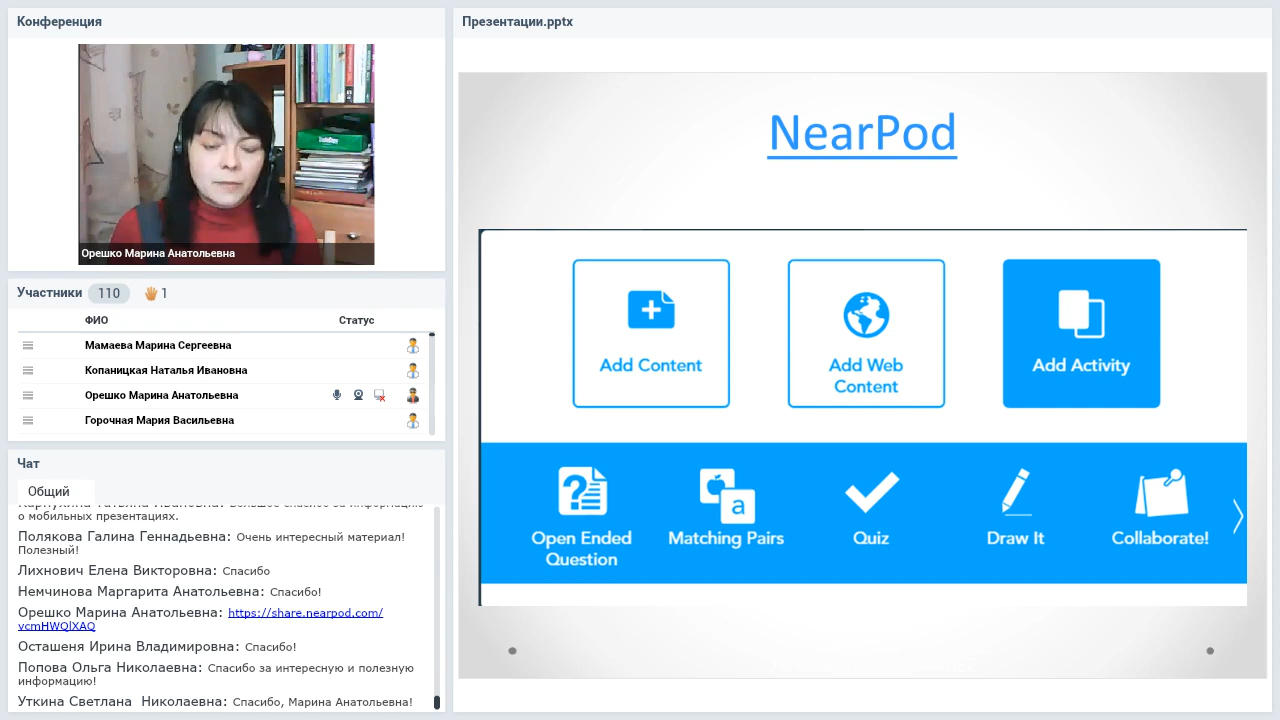 Конференция
Орешко Марина Анатольевна
Участники 110 1
ФИО Статус
Мамаева Марина Сергеевна
Копаницкая Наталья Ивановна
Орешко Марина Анатольевна
Горочная Мария Васильевна
Чат
Общий
о мобильных презентациях.
Полякова Галина Геннадьевна: Очень интересный материал!
Полезный!
Лихнович Елена Викторовна: Спасибо
Немчинова Маргарита Анатольевна: Спасибо!
Орешко Марина Анатольевна: https://share.nearpod.com/
vcmHWQlXAQ
Осташеня Ирина Владимировна: Спасибо!
Попова Ольга Николаевна: Спасибо за интересную и полезную
информацию!
Уткина Светлана Николаевна: Спасибо, Марина Анатольевна!
Презентации.pptx
NearPod
Add Content
Add Web
Content
Add Activity
Open Ended
Question
Matching Pairs
Quiz
Draw It
Collaborate!